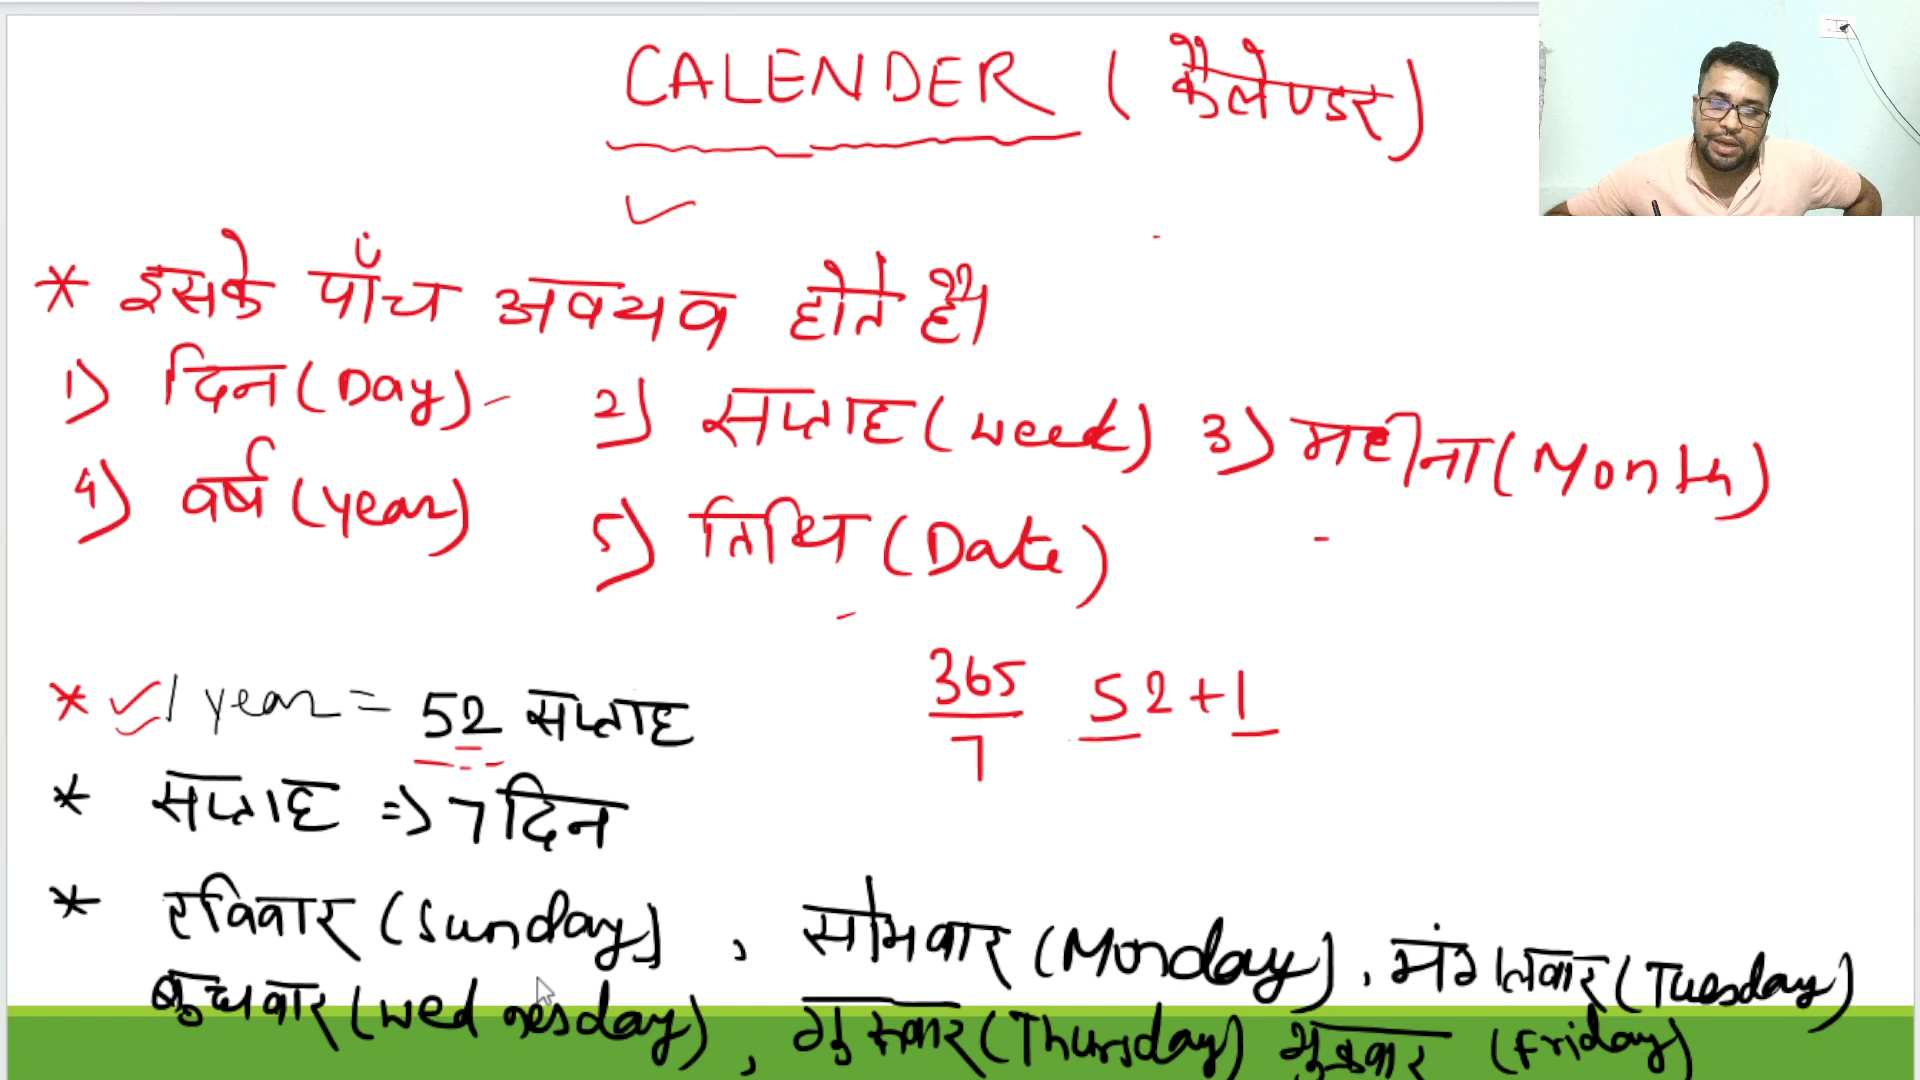 CALENDER (कैलेण्डर)
* इसके पाँच अवयव होते हैं।
1) दिन (Day) 2) सप्ताह (week) 3) महीना (Month)
4) वर्ष (year) 5) तिथि (Date)
365/7 52+1
* 1 year = 52 सप्ताह
* सप्ताह => 7 दिन
* रविवार (Sunday), सोमवार (Monday), मंगलवार (Tuesday)
बुधवार (Wednesday), गुरुवार (Thursday) शुक्रवार (Friday)